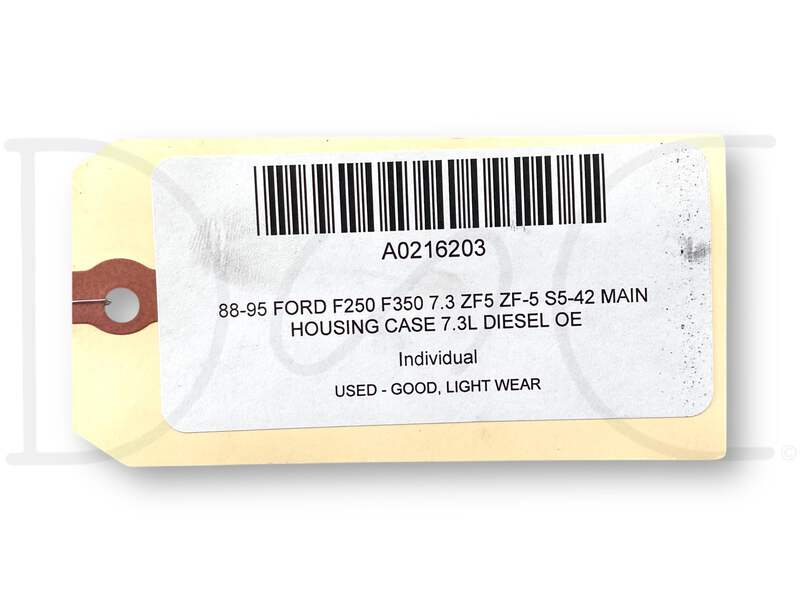 A0216203
88-95 FORD F250 F350 7.3 ZF5 ZF-5 S5-42 MAIN
HOUSING CASE 7.3L DIESEL OE
Individual
USED - GOOD, LIGHT WEAR